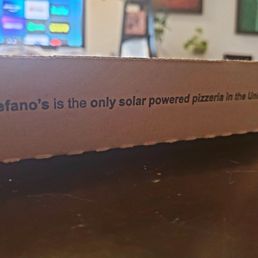 efano's is the only solar powered pizzeria in the Un